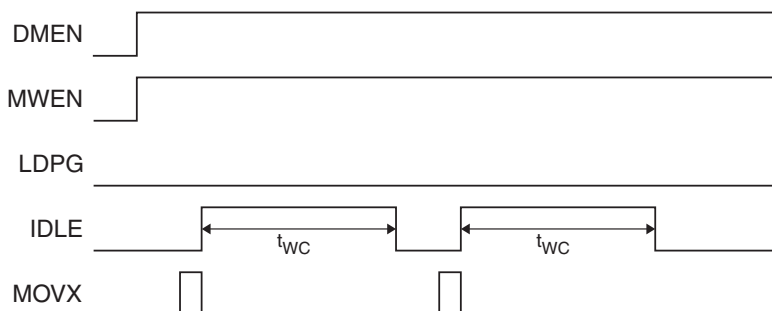 DMEN
MWEN
LDPG
IDLE
tWC tWC
MOVX